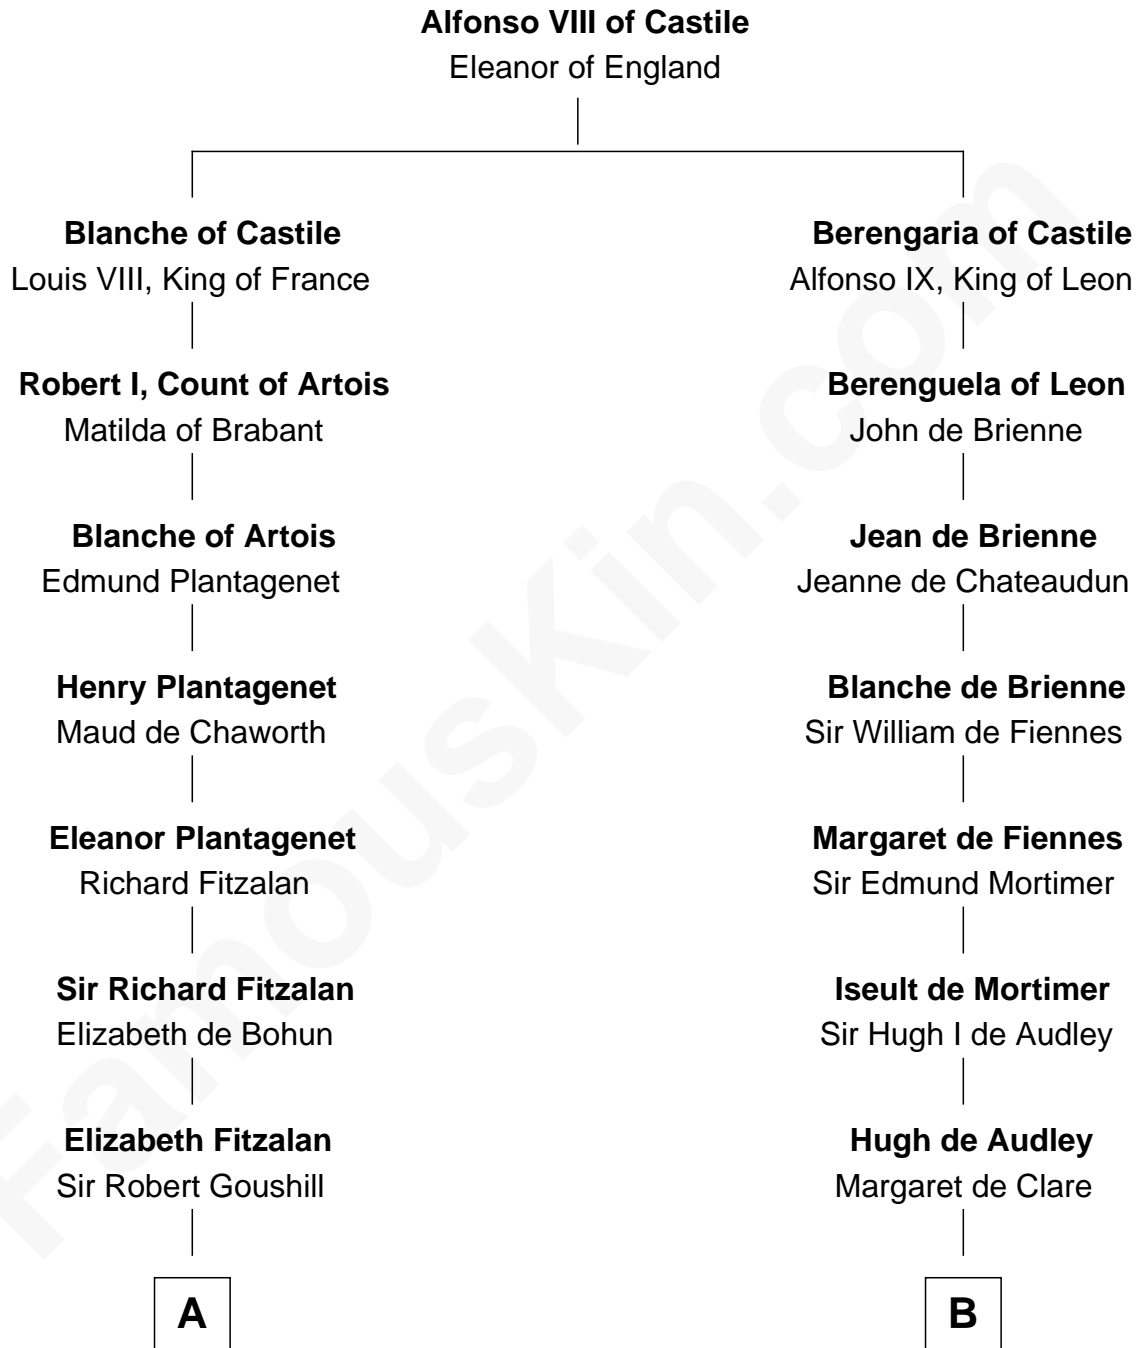 Alfonso VIII of Castile
Eleanor of England
Blanche of Castile
Louis VIII, King of France
Berengaria of Castile
Alfonso IX, King of Leon
Robert I, Count of Artois
Matilda of Brabant
Berenguela of Leon
John de Brienne
Blanche of Artois
Edmund Plantagenet
Jean de Brienne
Jeanne de Chateaudun
Henry Plantagenet
Maud de Chaworth
Blanche de Brienne
Sir William de Fiennes
Eleanor Plantagenet
Richard Fitzalan
Margaret de Fiennes
Sir Edmund Mortimer
Sir Richard Fitzalan
Elizabeth de Bohun
Iseult de Mortimer
Sir Hugh I de Audley
Elizabeth Fitzalan
Sir Robert Goushill
Hugh de Audley
Margaret de Clare
A
B
FamousKin.com